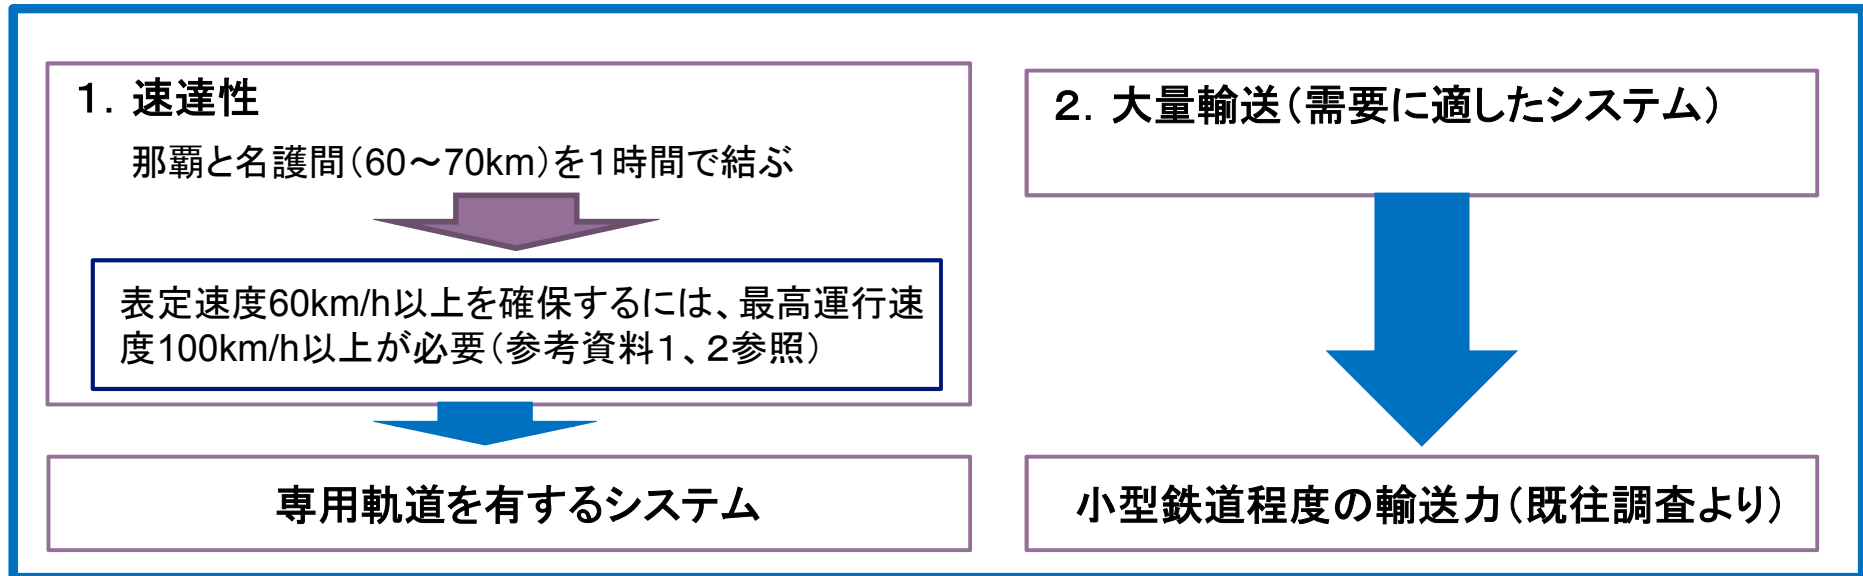 1．速達性
那覇と名護間（60～70km）を1時間で結ぶ
表定速度60km/h以上を確保するには、最高運行速
度100km/h以上が必要（参考資料１、２参照）
専用軌道を有するシステム
２．大量輸送（需要に適したシステム）
小型鉄道程度の輸送力（既往調査より）